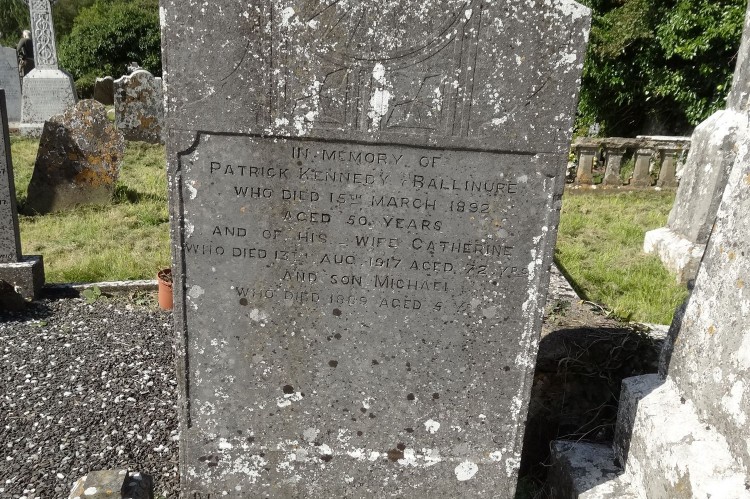 IN MEMORY OF
PATRICK KENNEDY BALLINURE
WHO DIED 15TH MARCH 1892
AGED 50 YEARS
AND OF HIS WIFE CATHERINE
WHO DIED 13TH AUG. 1917 AGED 72 YRS
AND SON MICHAEL
WHO DIED AGED